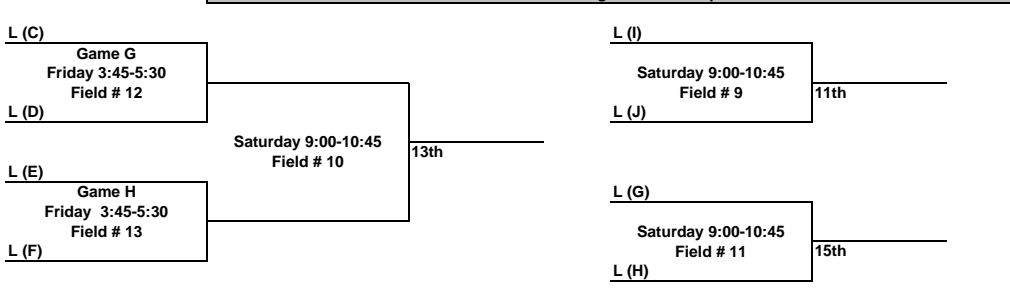 L (C)
Game G
Friday 3:45-5:30
Field # 12
L (D)
Saturday 9:00-10:45
Field # 10
13th
L (E)
Game H
Friday  3:45-5:30
Field # 13
L (F)
L (I)
Saturday 9:00-10:45
Field # 9
11th
L (J)
L (G)
Saturday 9:00-10:45
Field # 11
15th
L (H)